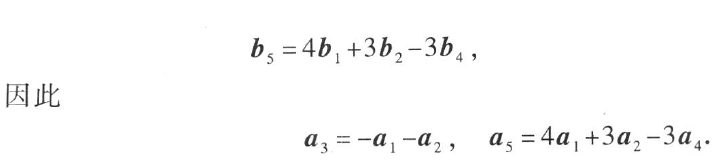 b₅ = 4b₁ + 3b₂ − 3b₄ ,
因此
a₃ = −a₁ − a₂ ,   a₅ = 4a₁ + 3a₂ − 3a₄.